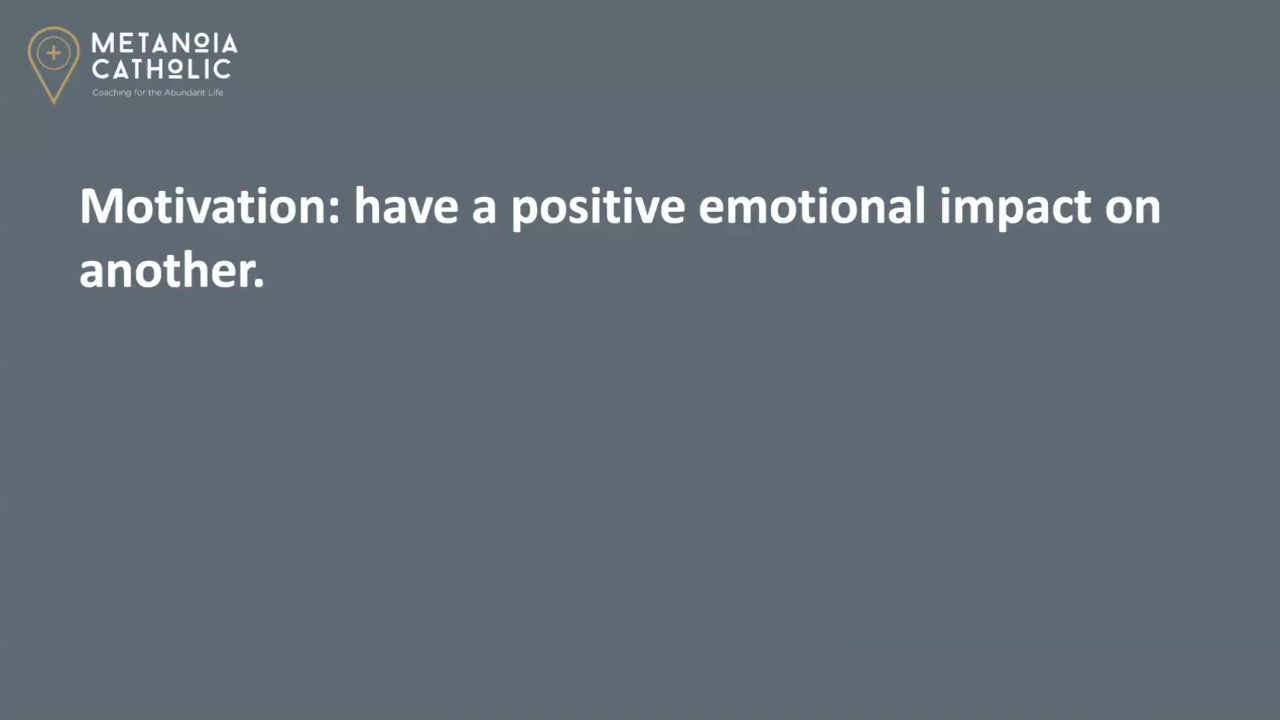 METANOIA
CATHOLIC
Coaching for the Abundant Life
Motivation: have a positive emotional impact on
another.